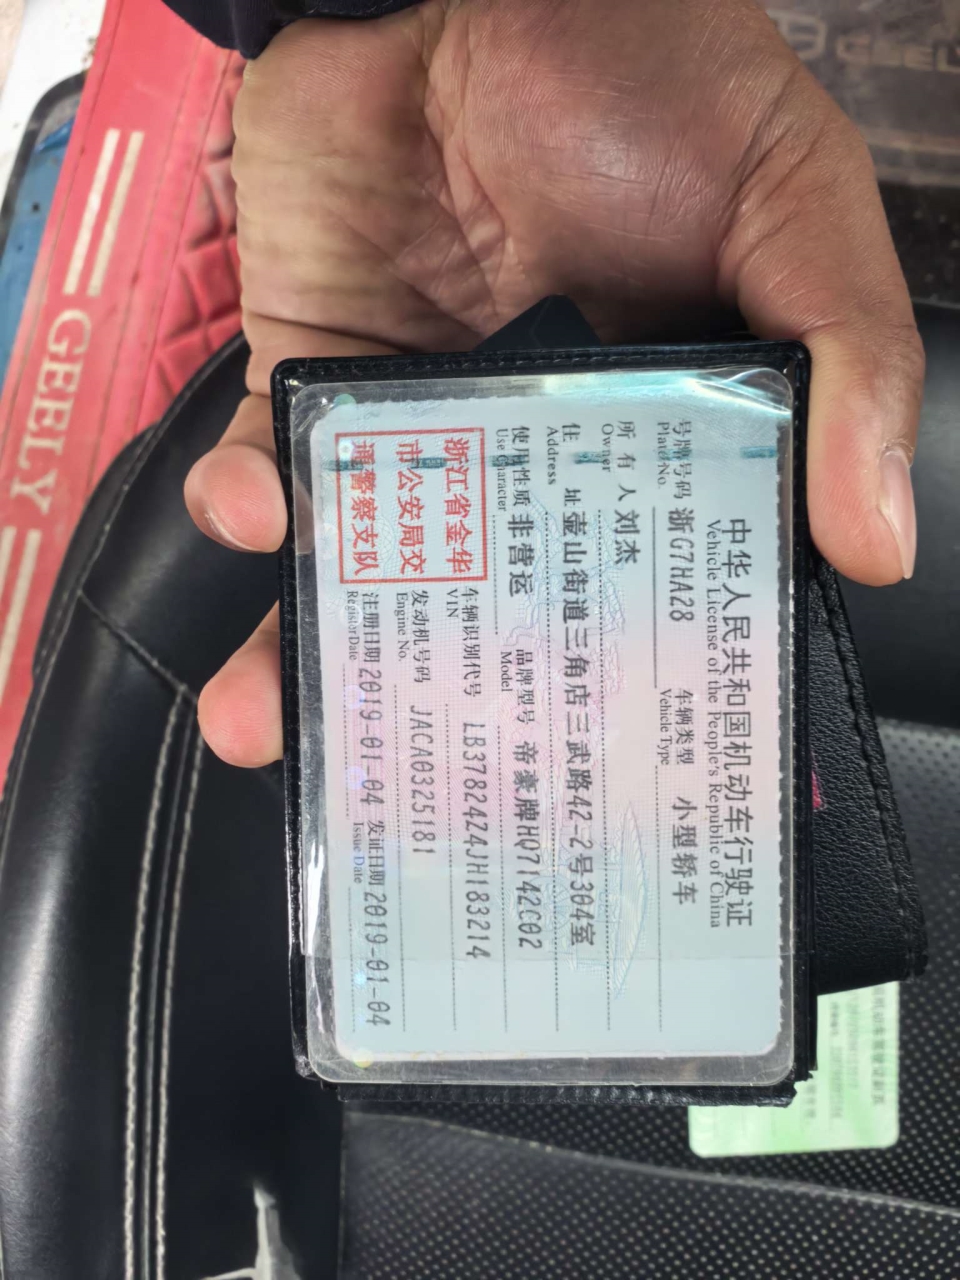 中华人民共和国机动车行驶证
Vehicle License of the People's Republic of China
号牌号码 浙G7HA28 车辆类型 小型轿车
Plate No. Vehicle Type
所有人 刘杰
Owner
住址 壶山街道三角店三武路42-2号304室
Address
使用性质 非营运 品牌型号 帝豪牌HQ7142C02
Use Character Model
浙江省金华
市公安局交
通警察支队
车辆识别代号 LB37824Z4JH183214
VIN
发动机号码 JACA0325181
Engine No.
注册日期 2019-01-04 发证日期 2019-01-04
Register Date Issue Date
GEELY